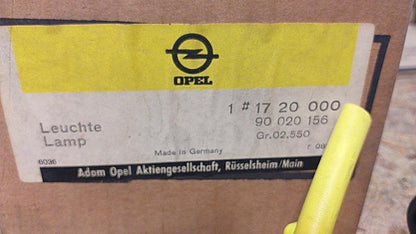 OPEL
1 # 17 20 000
90 020 156
Gr.02,550
Leuchte
Lamp
Made in Germany
6036
Adam Opel Aktiengesellschaft, Rüsselsheim/Main